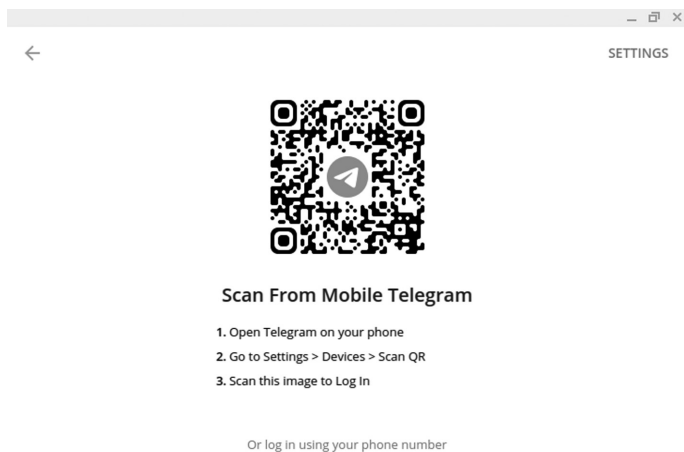 SETTINGS
Scan From Mobile Telegram
1. Open Telegram on your phone
2. Go to Settings > Devices > Scan QR
3. Scan this image to Log In
Or log in using your phone number